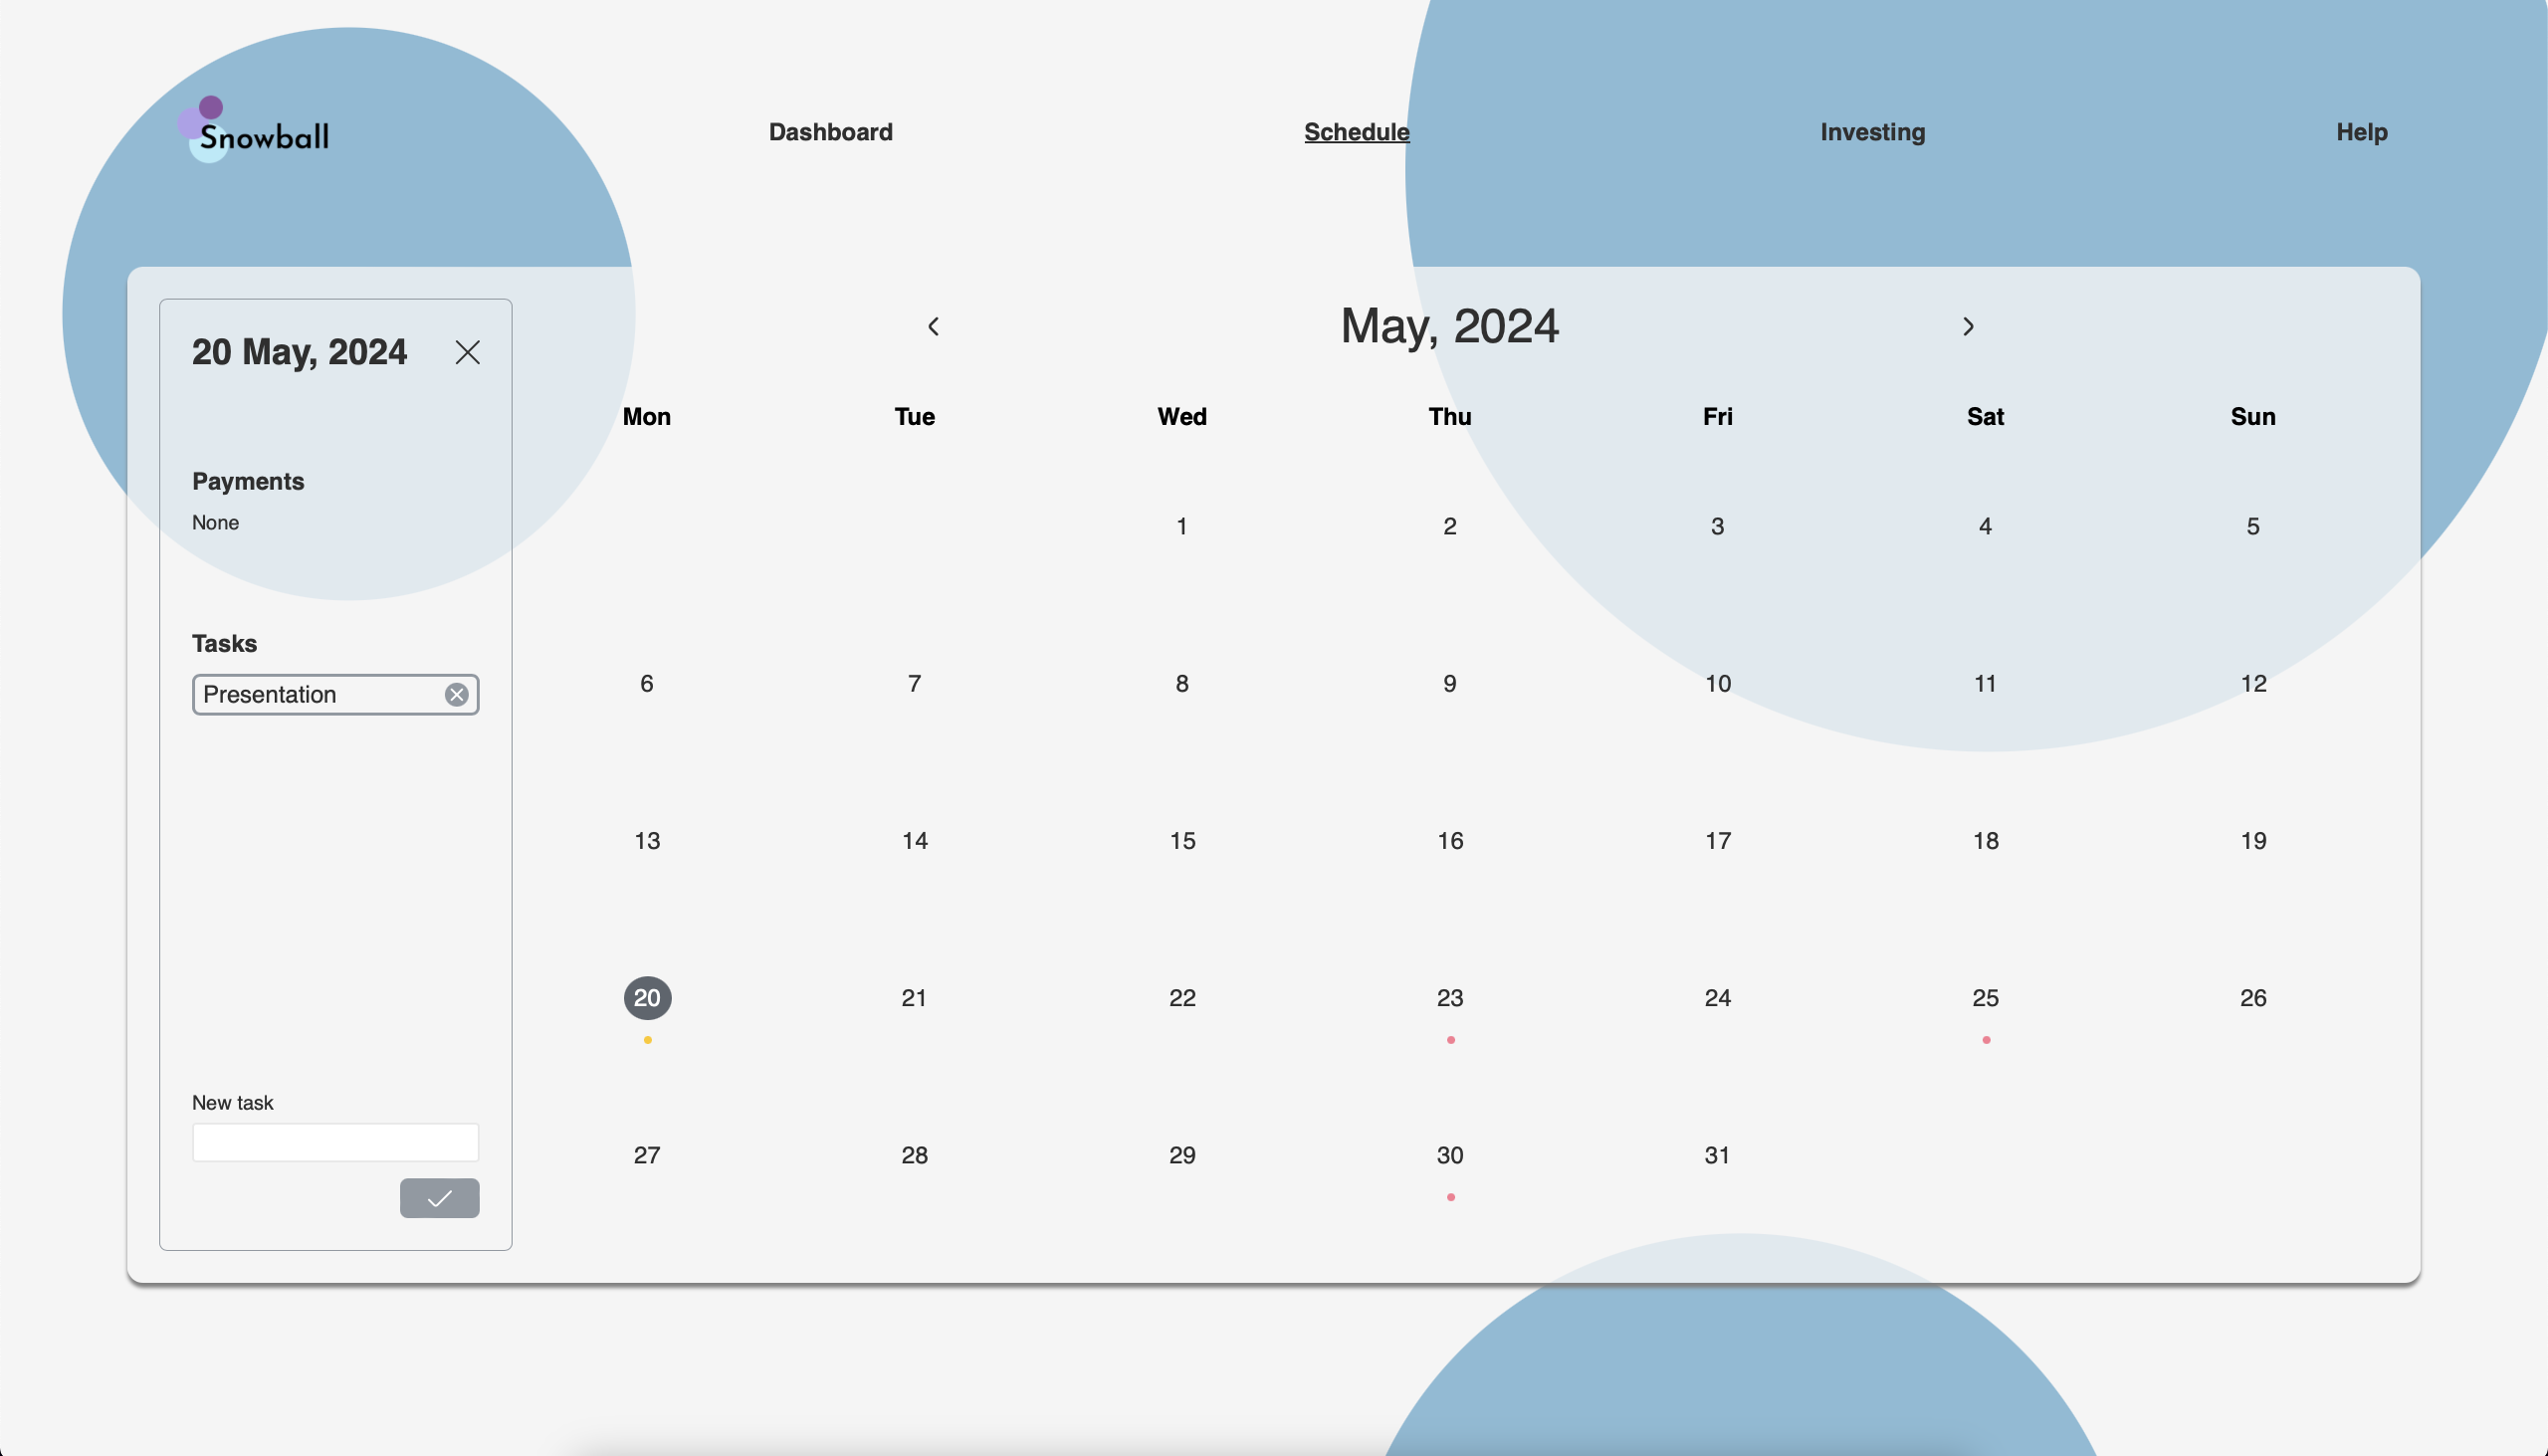 Snowball
Dashboard
Schedule
Investing
Help
20 May, 2024
Payments
None
Tasks
Presentation
New task
May, 2024
Mon Tue Wed Thu Fri Sat Sun
1 2 3 4 5
6 7 8 9 10 11 12
13 14 15 16 17 18 19
20 21 22 23 24 25 26
27 28 29 30 31